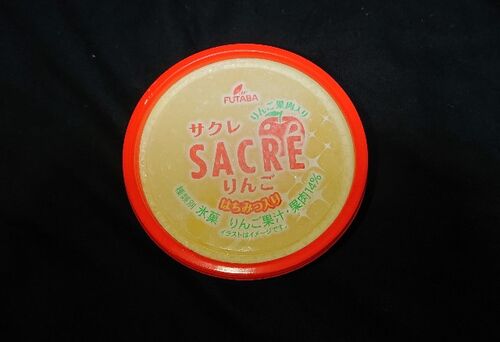 FUTABA
りんご果肉入り
サクレ
SACRE
りんご
はちみつ入り
種類別 氷菓 りんご果汁・果肉14%
イラストはイメージです。